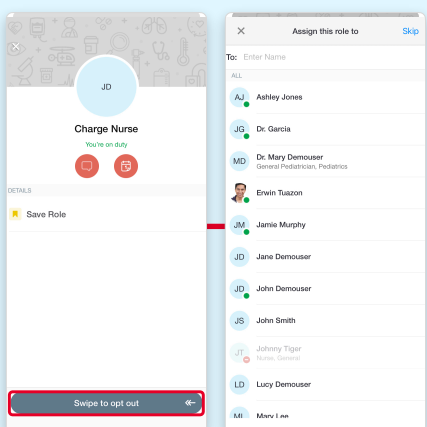 JD
Charge Nurse
You're on duty
DETAILS
Save Role
Swipe to opt out
Assign this role to
Skip
To: Enter Name
ALL
AJ Ashley Jones
JG Dr. Garcia
MD Dr. Mary Demouser
General Pediatrician, Pediatrics
Erwin Tuazon
JM Jamie Murphy
JD Jane Demouser
JD John Demouser
JS John Smith
JT Johnny Tiger
Nurse, General
LD Lucy Demouser
ML Mary Lee